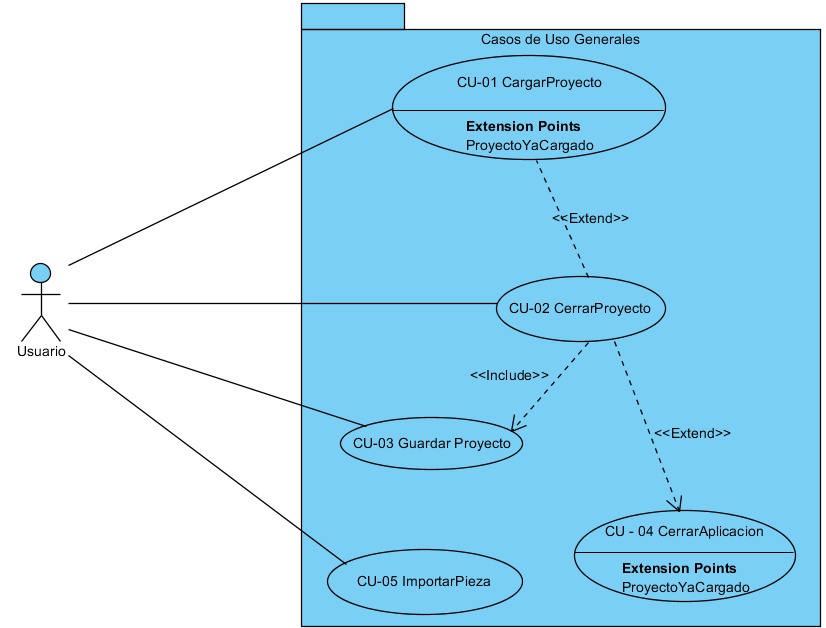 Casos de Uso Generales
CU-01 CargarProyecto
Extension Points
ProyectoYaCargado
<<Extend>>
CU-02 CerrarProyecto
Usuario
<<Include>>
<<Extend>>
CU-03 Guardar Proyecto
CU - 04 CerrarAplicacion
Extension Points
ProyectoYaCargado
CU-05 ImportarPieza